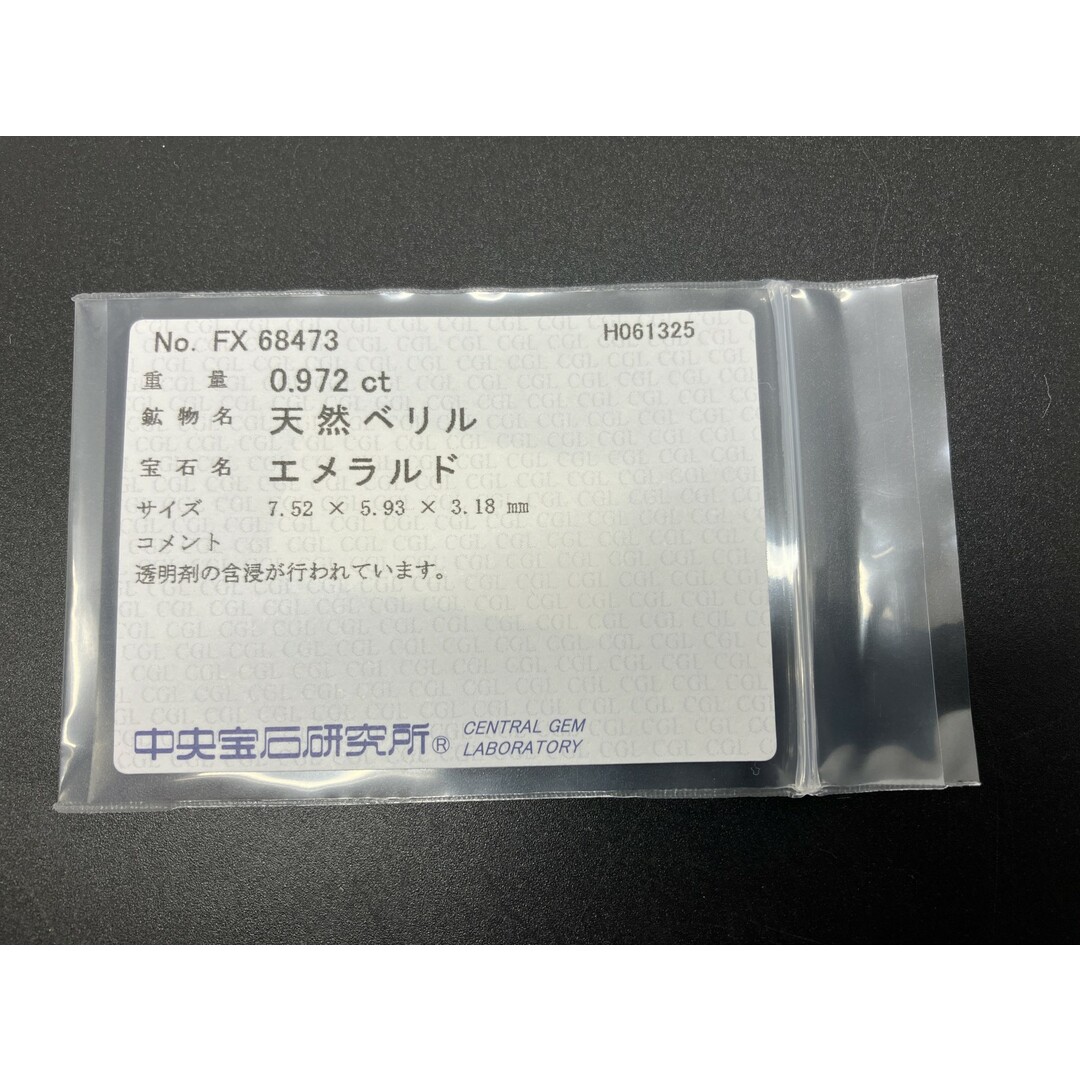 No. FX 68473 H061325
重量 0.972 ct
鉱物名 天然ベリル
宝石名 エメラルド
サイズ 7.52 × 5.93 × 3.18 mm
コメント
透明剤の含浸が行われています。
中央宝石研究所® CENTRAL GEM
LABORATORY